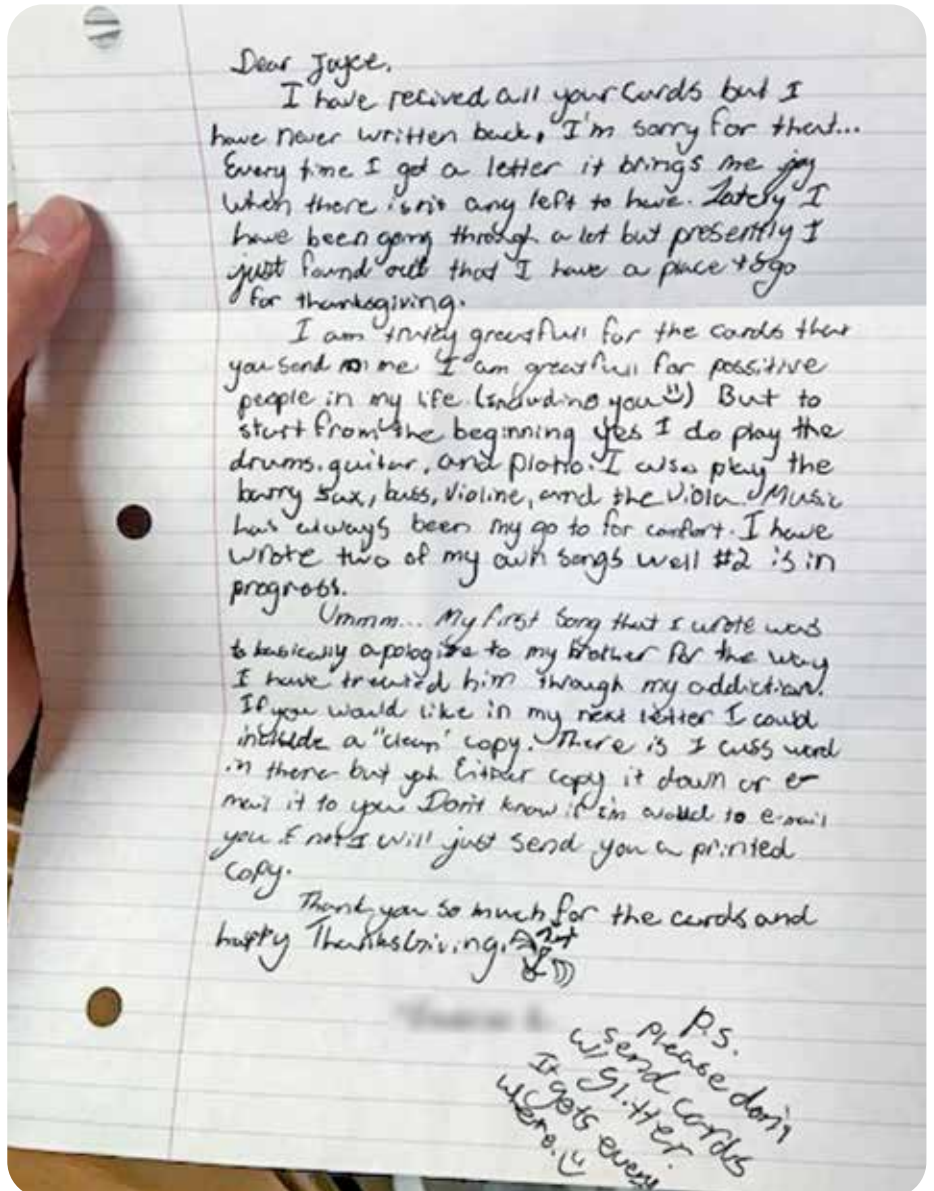 Dear Joyce,
I have recived all your cards but I
have never written back, I'm sorry for that...
Every time I get a letter it brings me joy
when there isn't any left to have. Lately I
have been going through a lot but presently I
just found out that I have a place to go
for thanksgiving.
I am truley greatfull for the cards that
you send me I am greatfull for possitive
people in my life (including you☺) But to
start from the beginning yes I do play the
drums, guitar, and piano. I also play the
barry sax, bass, violine, and the viola. Music
has always been my go to for comfort. I have
wrote two of my own songs well #2 is in
progress.
Ummm... My first song that I wrote was
to basically apologize to my brother for the way
I have treated him through my addiction.
If you would like in my next letter I could
include a "clean" copy. There is 1 cuss word
in there but yah Either copy it down or e-
mail it to you Don't know if im to e-mail
you if not I will just send you a printed
copy.
Thank you so much for the cards and
happy ThanksGiving.
P.S.
Please don't
send cards
w/ glitter
It gets every
where.☺